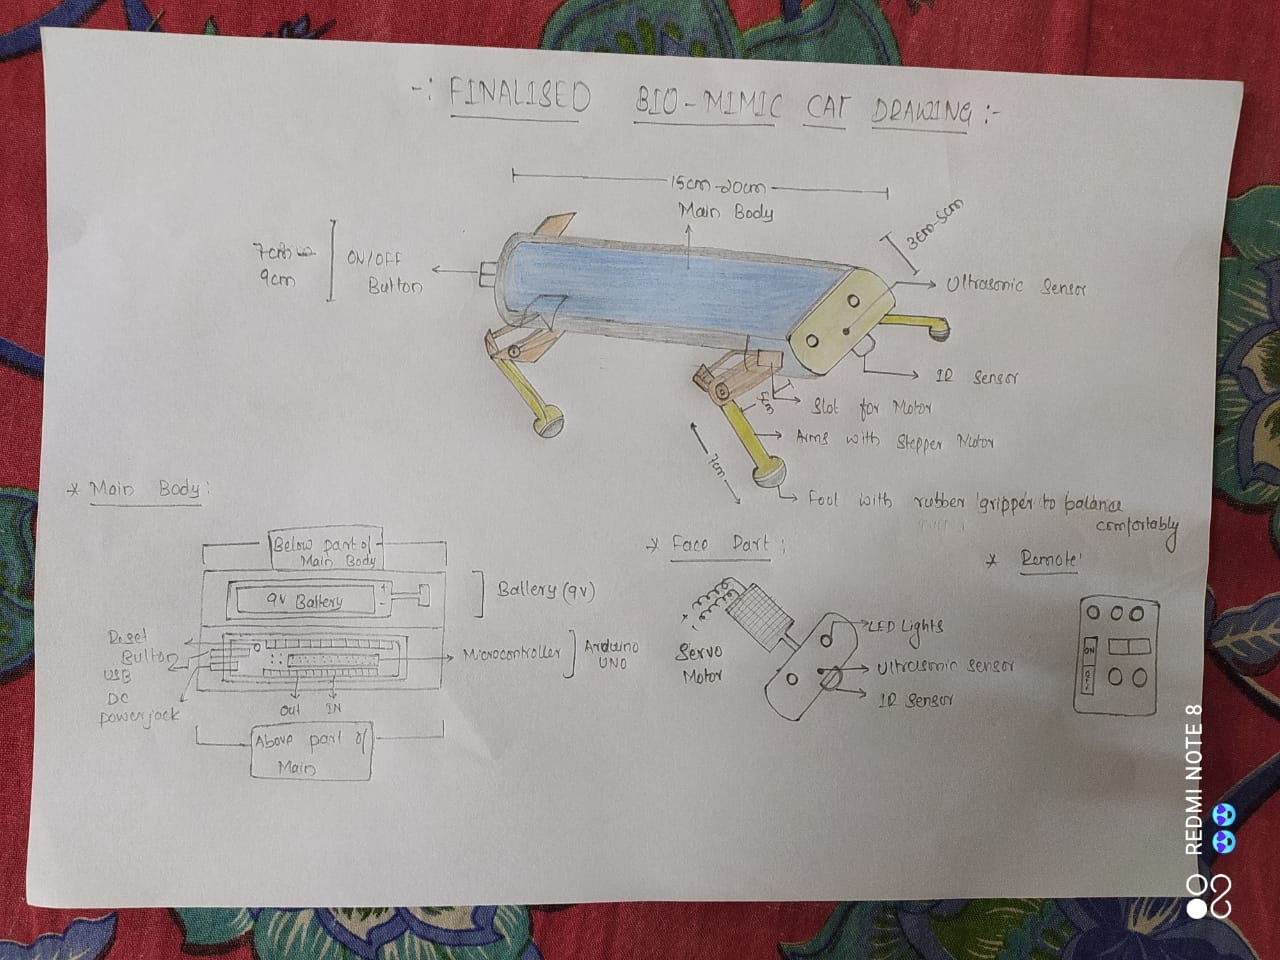 -: FINALISED BIO-MIMIC CAT DRAWING :-
15cm-20cm
Main Body
3cm-5cm
7cm
9cm
ON/OFF
Button
Ultrasonic Sensor
IR Sensor
Slot for Motor
Arms with Stepper Motor
7cm
Foot with rubber gripper to balance
comfortably
* Main Body:
Below part of
Main Body
9v Battery
+
-
Battery (9v)
Reset
Button
USB
DC
powerjack
Microcontroller
Arduino
UNO
Out IN
Above part of
Main
* Face Part:
+
-
Servo
Motor
LED Lights
Ultrasonic sensor
IR Sensor
* Remote:
ON
OFF
REDMI NOTE 8